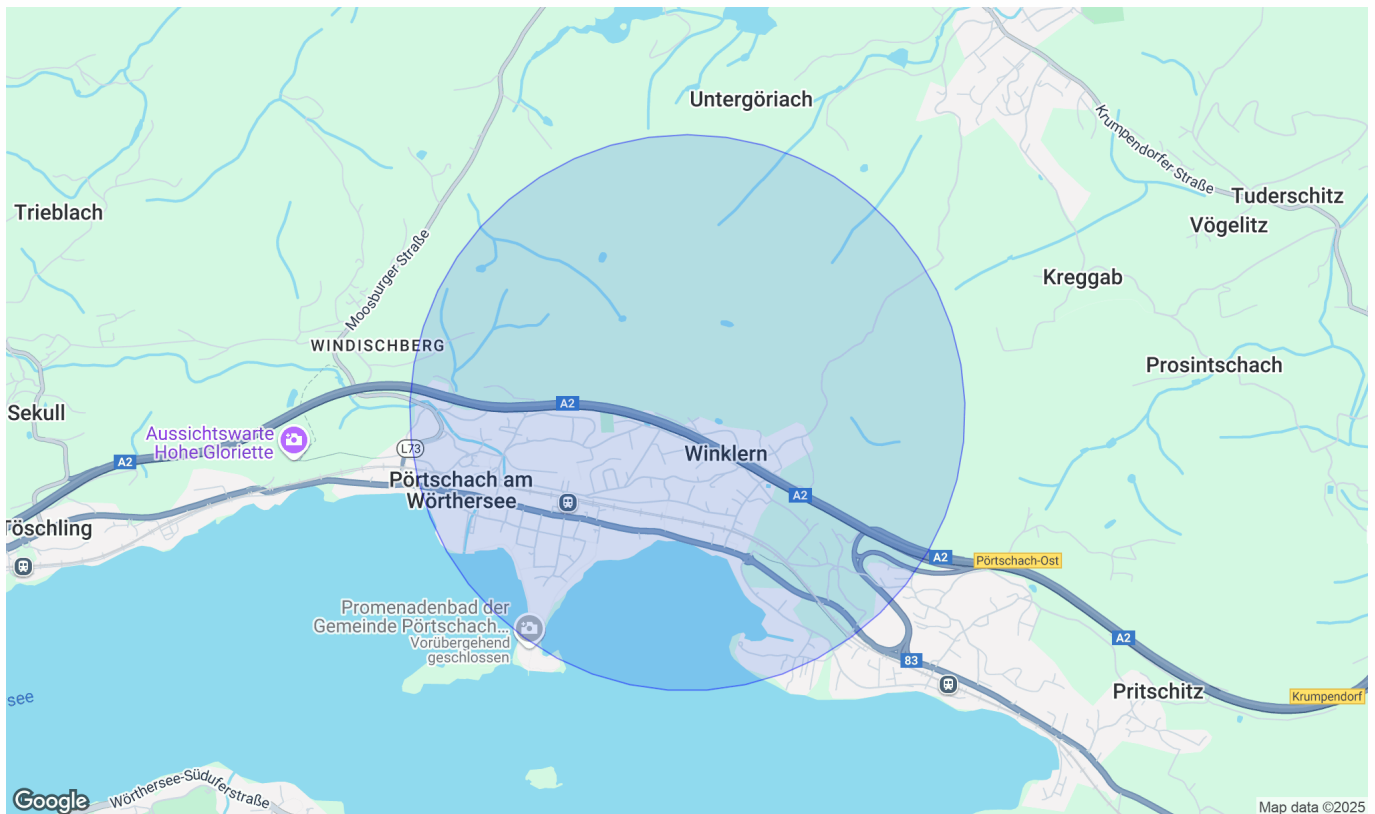 Untergöriach
Krumpendorfer Straße
Trieblach
Tuderschitz
Vögelitz
Moosburger Straße
Kreggab
WINDISCHBERG
Prosintschach
A2
Sekull
Aussichtswarte
Hohe Gloriette
L73
Winklern
A2
Pörtschach am
Wörthersee
A2
Töschling
A2
Pörtschach-Ost
Promenadenbad der
Gemeinde Pörtschach...
Vorübergehend
geschlossen
A2
83
see
Pritschitz
Krumpendorf
Wörthersee-Süduferstraße
Google
Map data ©2025